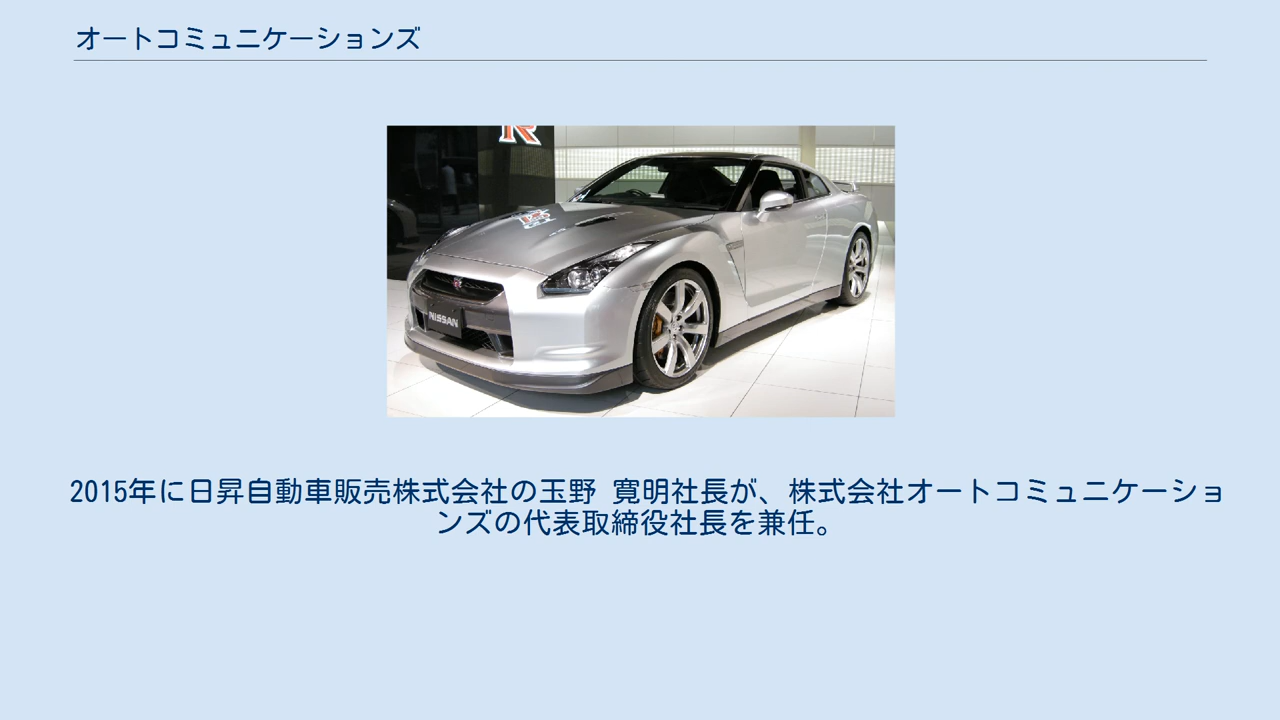 オートコミュニケーションズ
R
NISSAN
2015年に日昇自動車販売株式会社の玉野 寛明社長が、株式会社オートコミュニケーショ
ンズの代表取締役社長を兼任。